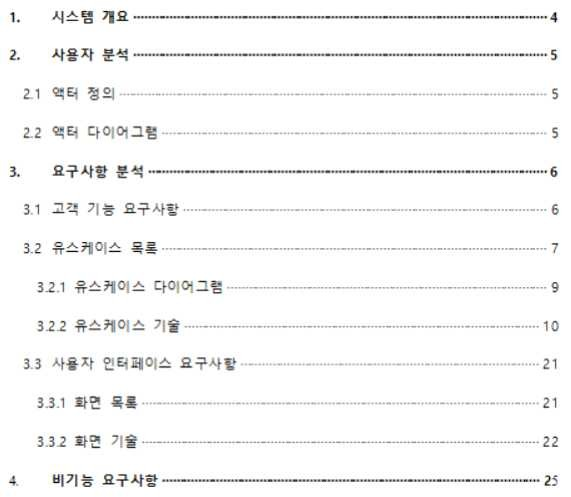 1. 시스템 개요 4
2. 사용자 분석 5
2.1 액터 정의 5
2.2 액터 다이어그램 5
3. 요구사항 분석 6
3.1 고객 기능 요구사항 6
3.2 유스케이스 목록 7
3.2.1 유스케이스 다이어그램 9
3.2.2 유스케이스 기술 10
3.3 사용자 인터페이스 요구사항 21
3.3.1 화면 목록 21
3.3.2 화면 기술 22
4. 비기능 요구사항 25